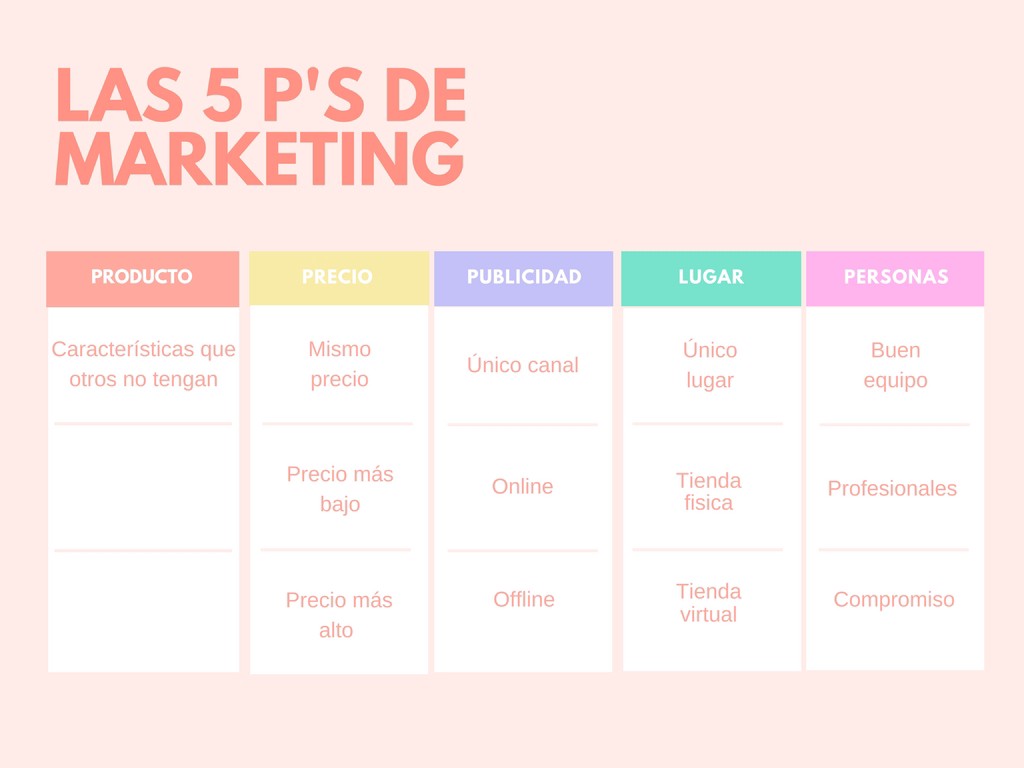 LAS 5 P'S DE
MARKETING
PRODUCTO
PRECIO
PUBLICIDAD
LUGAR
PERSONAS
Características que
otros no tengan
Mismo
precio
Único canal
Único
lugar
Buen
equipo
Precio más
bajo
Online
Tienda
fisica
Profesionales
Precio más
alto
Offline
Tienda
virtual
Compromiso